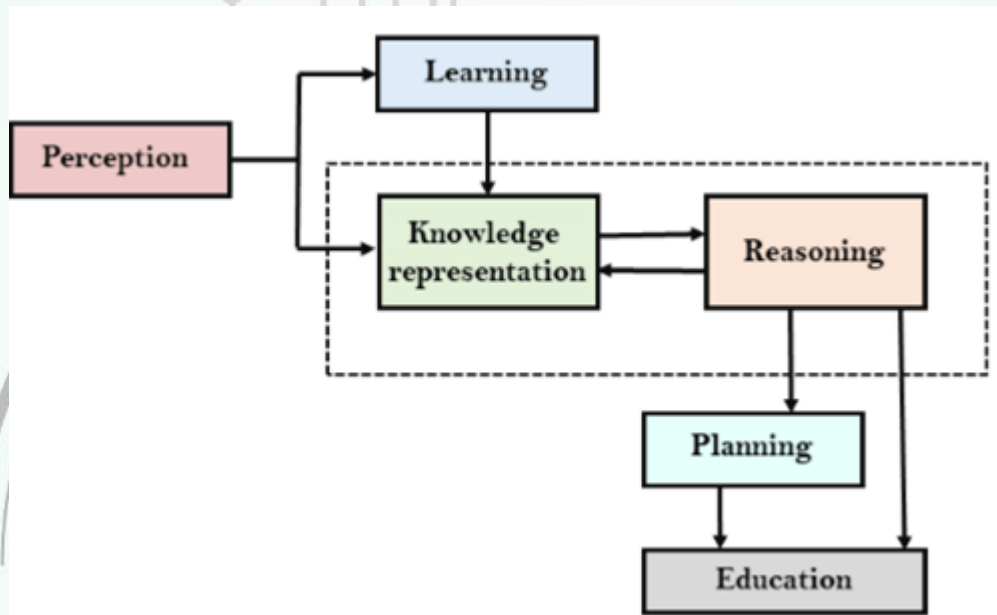 Learning
Perception
Knowledge
representation
Reasoning
Planning
Education